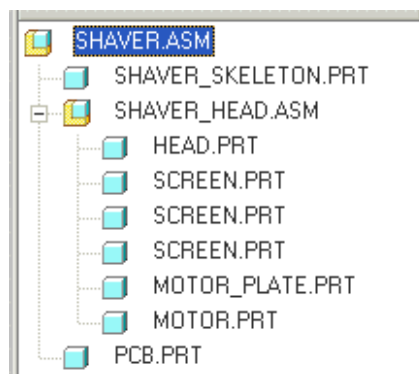 SHAVER.ASM
SHAVER_SKELETON.PRT
SHAVER_HEAD.ASM
HEAD.PRT
SCREEN.PRT
SCREEN.PRT
SCREEN.PRT
MOTOR_PLATE.PRT
MOTOR.PRT
PCB.PRT